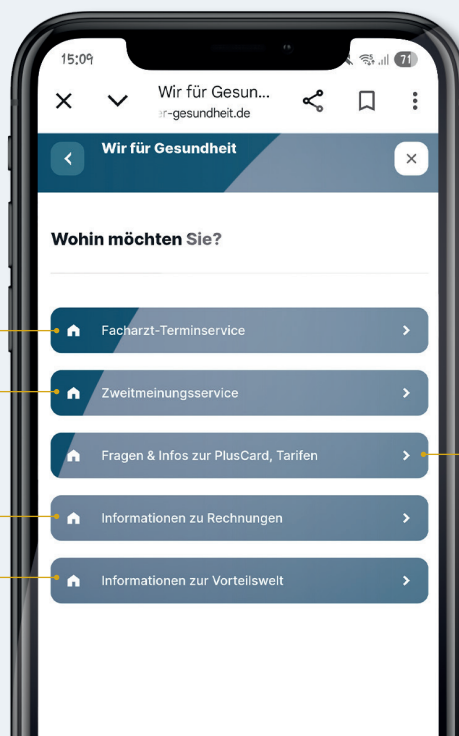 15:09
71
Wir für Gesun...
r-gesundheit.de
Wir für Gesundheit
Wohin möchten Sie?
Facharzt-Terminservice
Zweitmeinungsservice
Fragen & Infos zur PlusCard, Tarifen
Informationen zu Rechnungen
Informationen zur Vorteilswelt